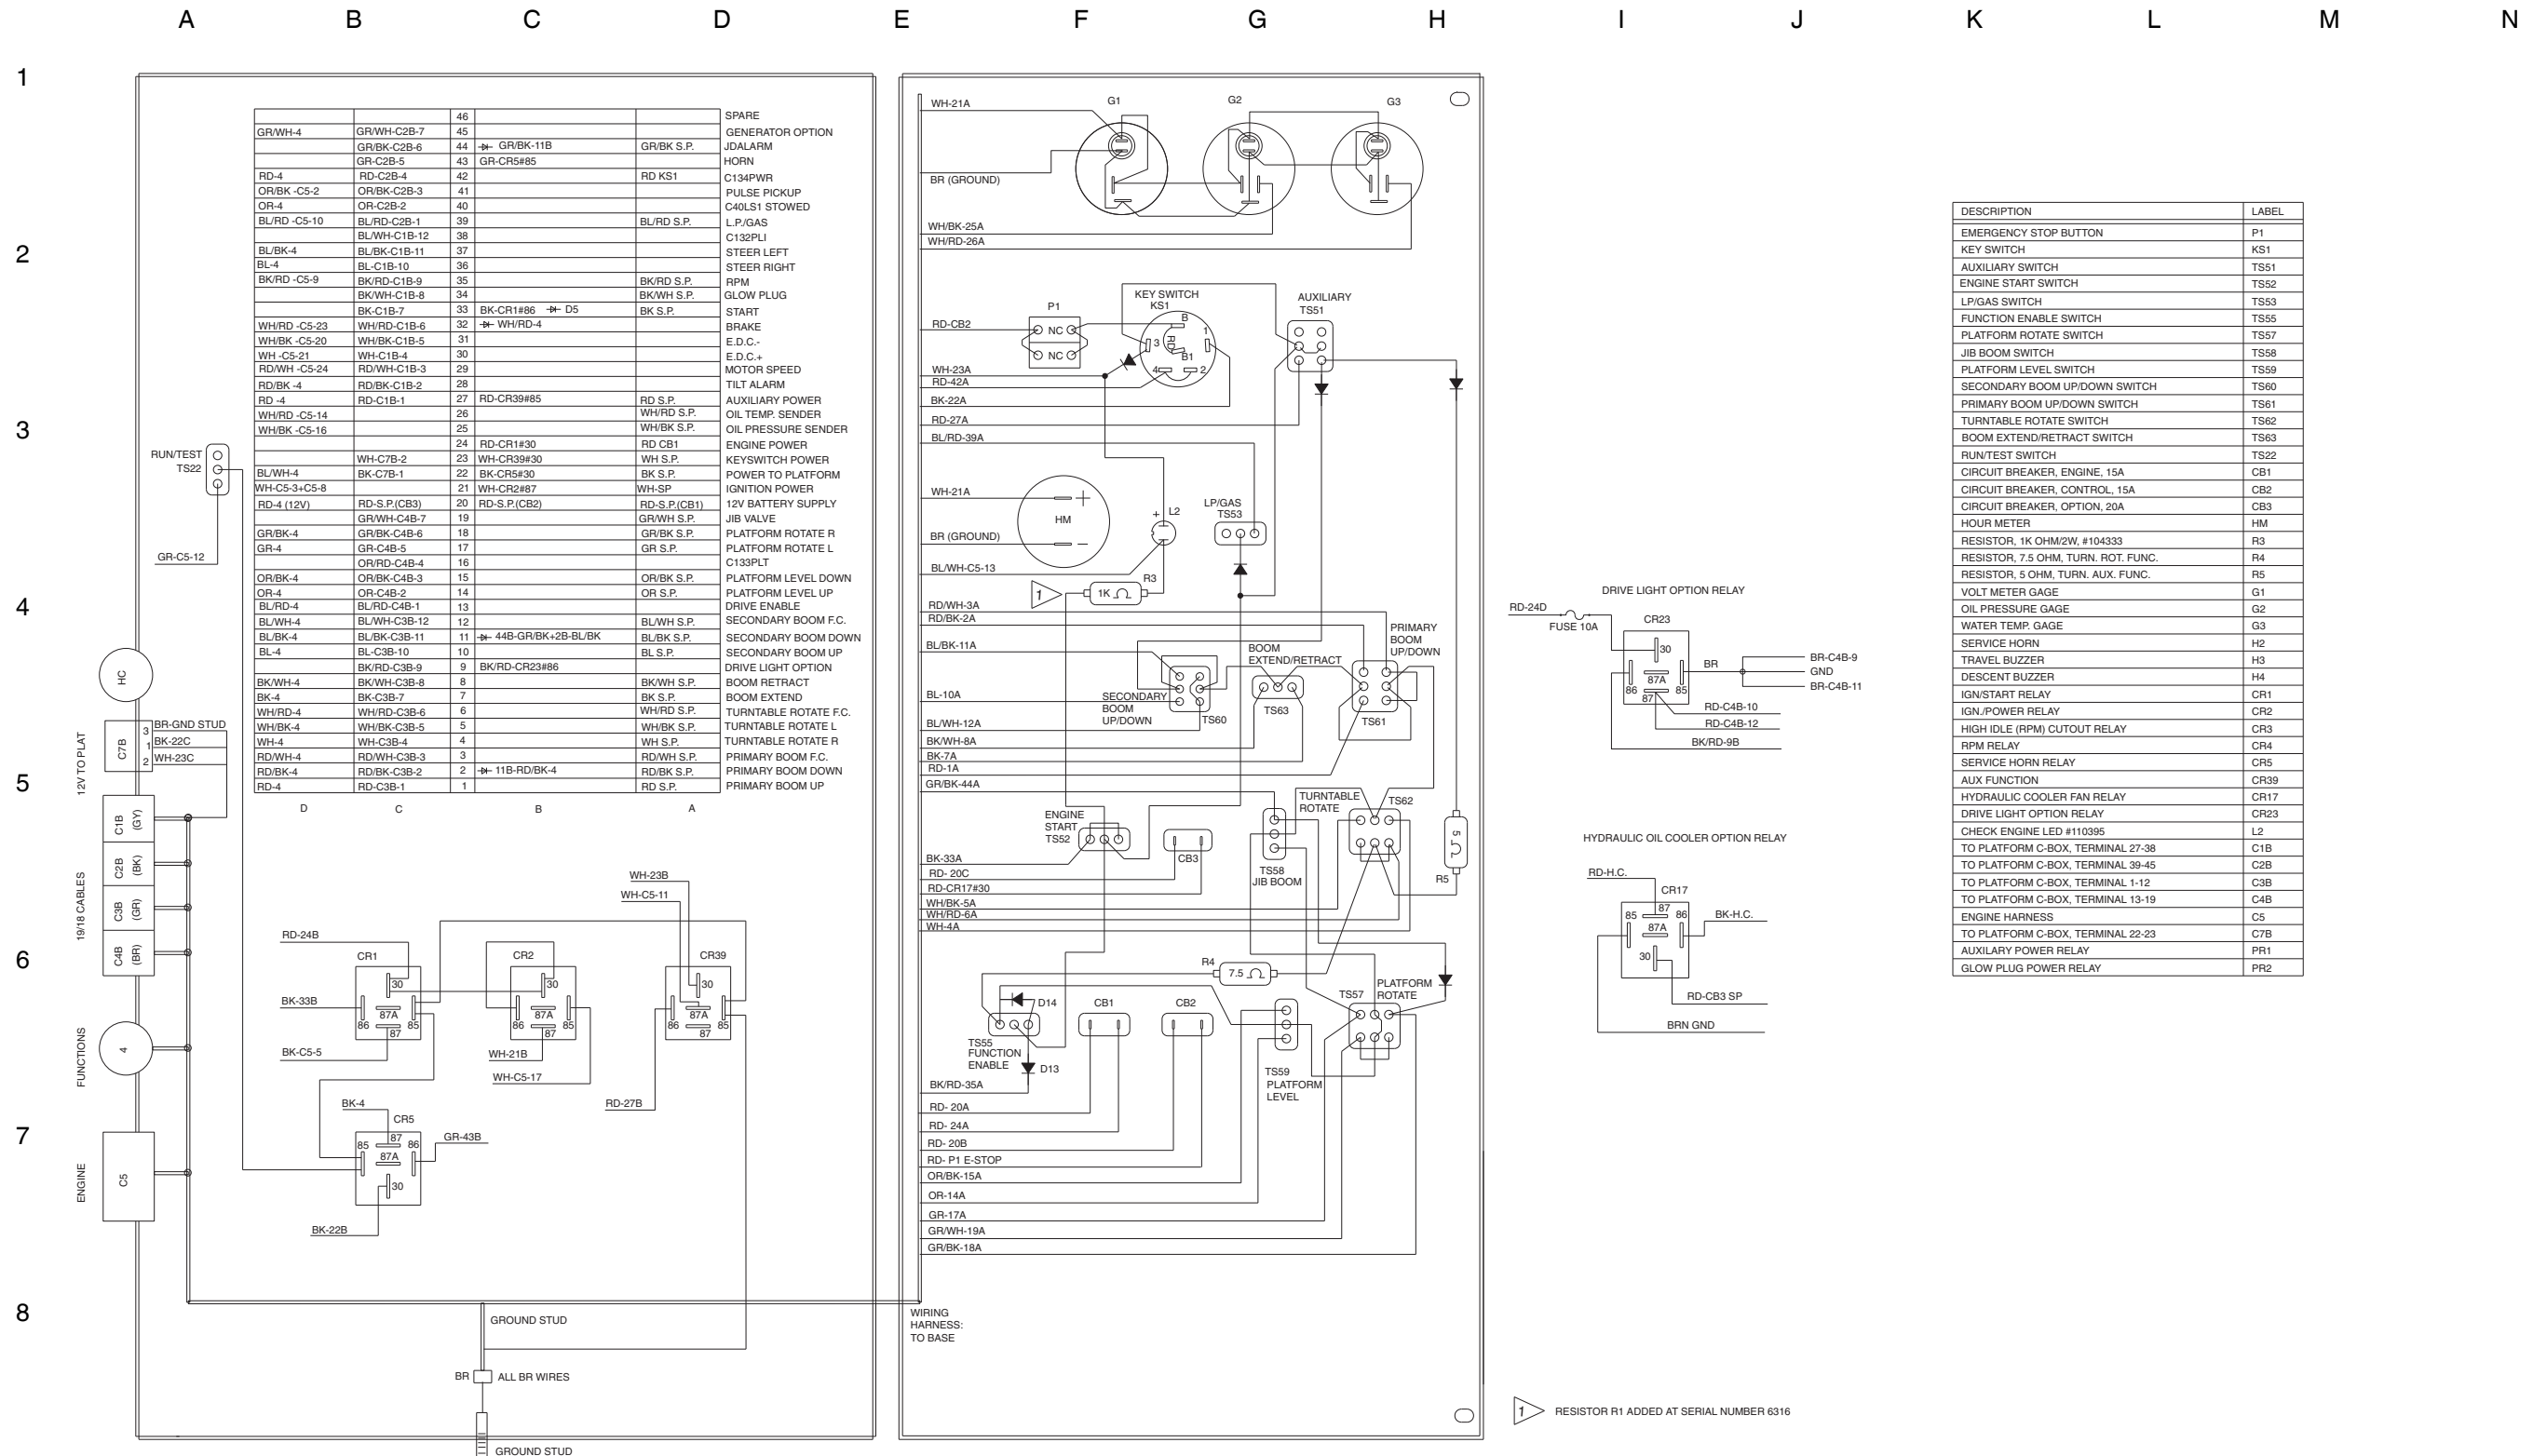 A B C D E F G H I J K L M N
1
2
3
4
5
6
7
8
46 SPARE
GR/WH-4 GR/WH-C2B-7 45 GENERATOR OPTION
GR/BK-C2B-6 44 GR/BK-11B GR/BK S.P. JDALARM
GR-C2B-5 43 GR-CR5#85 HORN
RD-4 RD-C2B-4 42 RD KS1 C134PWR
OR/BK -C5-2 OR/BK-C2B-3 41 PULSE PICKUP
OR-4 OR-C2B-2 40 C40LS1 STOWED
BL/RD -C5-10 BL/RD-C2B-1 39 BL/RD S.P. L.P./GAS
BL/WH-C1B-12 38 C132PLI
BL/BK-4 BL/BK-C1B-11 37 STEER LEFT
BL-4 BL-C1B-10 36 STEER RIGHT
BK/RD -C5-9 BK/RD-C1B-9 35 BK/RD S.P. RPM
BK/WH-C1B-8 34 BK/WH S.P. GLOW PLUG
BK-C1B-7 33 BK-CR1#86 D5 BK S.P. START
WH/RD -C5-23 WH/RD-C1B-6 32 WH/RD-4 BRAKE
WH/BK -C5-20 WH/BK-C1B-5 31 E.D.C.-
WH -C5-21 WH-C1B-4 30 E.D.C.+
RD/WH -C5-24 RD/WH-C1B-3 29 MOTOR SPEED
RD/BK -4 RD/BK-C1B-2 28 TILT ALARM
RD -4 RD-C1B-1 27 RD-CR39#85 RD S.P. AUXILIARY POWER
WH/RD -C5-14 26 WH/RD S.P. OIL TEMP. SENDER
WH/BK -C5-16 25 WH/BK S.P. OIL PRESSURE SENDER
24 RD-CR1#30 RD CB1 ENGINE POWER
WH-C7B-2 23 WH-CR39#30 WH S.P. KEYSWITCH POWER
BL/WH-4 BK-C7B-1 22 BK-CR5#30 BK S.P. POWER TO PLATFORM
WH-C5-3+C5-8 21 WH-CR2#87 WH-SP IGNITION POWER
RD-4 (12V) RD-S.P.(CB3) 20 RD-S.P.(CB2) RD-S.P.(CB1) 12V BATTERY SUPPLY
GR/WH-C4B-7 19 GR/WH S.P. JIB VALVE
GR/BK-4 GR/BK-C4B-6 18 GR/BK S.P. PLATFORM ROTATE R
GR-4 GR-C4B-5 17 GR S.P. PLATFORM ROTATE L
OR/RD-C4B-4 16 C133PLT
OR/BK-4 OR/BK-C4B-3 15 OR/BK S.P. PLATFORM LEVEL DOWN
OR-4 OR-C4B-2 14 OR S.P. PLATFORM LEVEL UP
BL/RD-4 BL/RD-C4B-1 13 DRIVE ENABLE
BL/WH-4 BL/WH-C3B-12 12 BL/WH S.P. SECONDARY BOOM F.C.
BL/BK-4 BL/BK-C3B-11 11 44B-GR/BK+2B-BL/BK BL/BK S.P. SECONDARY BOOM DOWN
BL-4 BL-C3B-10 10 BL S.P. SECONDARY BOOM UP
BK/RD-C3B-9 9 BK/RD-CR23#86 DRIVE LIGHT OPTION
BK/WH-4 BK/WH-C3B-8 8 BK/WH S.P. BOOM RETRACT
BK-4 BK-C3B-7 7 BK S.P. BOOM EXTEND
WH/RD-4 WH/RD-C3B-6 6 WH/RD S.P. TURNTABLE ROTATE F.C.
WH/BK-4 WH/BK-C3B-5 5 WH/BK S.P. TURNTABLE ROTATE L
WH-4 WH-C3B-4 4 WH S.P. TURNTABLE ROTATE R
RD/WH-4 RD/WH-C3B-3 3 RD/WH S.P. PRIMARY BOOM F.C.
RD/BK-4 RD/BK-C3B-2 2 11B-RD/BK-4 RD/BK S.P. PRIMARY BOOM DOWN
RD-4 RD-C3B-1 1 RD S.P. PRIMARY BOOM UP
D C B A
RUN/TEST
TS22
GR-C5-12
HC
12V TO PLAT
C7B
3
1
2
BR-GND STUD
BK-22C
WH-23C
19/18 CABLES
C1B
(GY)
C2B
(BK)
C3B
(GR)
C4B
(BR)
FUNCTIONS
4
ENGINE
C5
RD-24B
CR1
30
BK-33B
87A
86 85
87
BK-C5-5
CR2
30
87A
86 85
87
WH-21B
WH-C5-17
WH-23B
WH-C5-11
CR39
30
87A
86 85
87
RD-27B
BK-4
CR5
87
85 86
87A
30
GR-43B
BK-22B
GROUND STUD
BR ALL BR WIRES
GROUND STUD
WH-21A
G1 G2 G3
BR (GROUND)
WH/BK-25A
WH/RD-26A
P1
NC
NC
KEY SWITCH
KS1
B
1
3
RD
B1
4 2
AUXILIARY
TS51
RD-CB2
WH-23A
RD-42A
BK-22A
RD-27A
BL/RD-39A
WH-21A
HM
+
-
+ L2
LP/GAS
TS53
BR (GROUND)
BL/WH-C5-13
1
R3
1K Ω
RD/WH-3A
RD/BK-2A
BL/BK-11A
BOOM
EXTEND/RETRACT
PRIMARY
BOOM
UP/DOWN
BL-10A
SECONDARY
BOOM
UP/DOWN
TS60
TS63
TS61
BL/WH-12A
BK/WH-8A
BK-7A
RD-1A
GR/BK-44A
ENGINE
START
TS52
CB3
TURNTABLE
ROTATE
TS62
TS58
JIB BOOM
5 Ω
R5
BK-33A
RD- 20C
RD-CR17#30
WH/BK-5A
WH/RD-6A
WH-4A
R4
7.5 Ω
D14
TS55
FUNCTION
ENABLE
D13
CB1
CB2
TS57
PLATFORM
ROTATE
TS59
PLATFORM
LEVEL
BK/RD-35A
RD- 20A
RD- 24A
RD- 20B
RD- P1 E-STOP
OR/BK-15A
OR-14A
GR-17A
GR/WH-19A
GR/BK-18A
WIRING
HARNESS:
TO BASE
DRIVE LIGHT OPTION RELAY
RD-24D
FUSE 10A
CR23
30
87A
86 85
87
BR
BR-C4B-9
GND
BR-C4B-11
RD-C4B-10
RD-C4B-12
BK/RD-9B
HYDRAULIC OIL COOLER OPTION RELAY
RD-H.C.
CR17
87
85 86
87A
30
BK-H.C.
RD-CB3 SP
BRN GND
1 RESISTOR R1 ADDED AT SERIAL NUMBER 6316
DESCRIPTION LABEL
EMERGENCY STOP BUTTON P1
KEY SWITCH KS1
AUXILIARY SWITCH TS51
ENGINE START SWITCH TS52
LP/GAS SWITCH TS53
FUNCTION ENABLE SWITCH TS55
PLATFORM ROTATE SWITCH TS57
JIB BOOM SWITCH TS58
PLATFORM LEVEL SWITCH TS59
SECONDARY BOOM UP/DOWN SWITCH TS60
PRIMARY BOOM UP/DOWN SWITCH TS61
TURNTABLE ROTATE SWITCH TS62
BOOM EXTEND/RETRACT SWITCH TS63
RUN/TEST SWITCH TS22
CIRCUIT BREAKER, ENGINE, 15A CB1
CIRCUIT BREAKER, CONTROL, 15A CB2
CIRCUIT BREAKER, OPTION, 20A CB3
HOUR METER HM
RESISTOR, 1K OHM/2W, #104333 R3
RESISTOR, 7.5 OHM, TURN. ROT. FUNC. R4
RESISTOR, 5 OHM, TURN. AUX. FUNC. R5
VOLT METER GAGE G1
OIL PRESSURE GAGE G2
WATER TEMP. GAGE G3
SERVICE HORN H2
TRAVEL BUZZER H3
DESCENT BUZZER H4
IGN/START RELAY CR1
IGN./POWER RELAY CR2
HIGH IDLE (RPM) CUTOUT RELAY CR3
RPM RELAY CR4
SERVICE HORN RELAY CR5
AUX FUNCTION CR39
HYDRAULIC COOLER FAN RELAY CR17
DRIVE LIGHT OPTION RELAY CR23
CHECK ENGINE LED #110395 L2
TO PLATFORM C-BOX, TERMINAL 27-38 C1B
TO PLATFORM C-BOX, TERMINAL 39-45 C2B
TO PLATFORM C-BOX, TERMINAL 1-12 C3B
TO PLATFORM C-BOX, TERMINAL 13-19 C4B
ENGINE HARNESS C5
TO PLATFORM C-BOX, TERMINAL 22-23 C7B
AUXILARY POWER RELAY PR1
GLOW PLUG POWER RELAY PR2